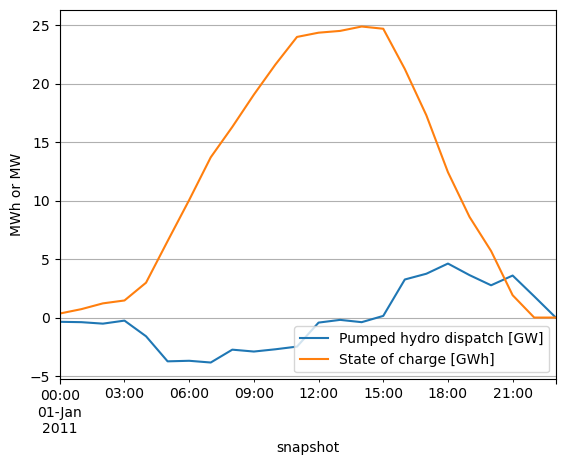 25
20
15
10
5
0
−5
MWh or MW
Pumped hydro dispatch [GW]
State of charge [GWh]
00:00 03:00 06:00 09:00 12:00 15:00 18:00 21:00
01-Jan
2011
snapshot